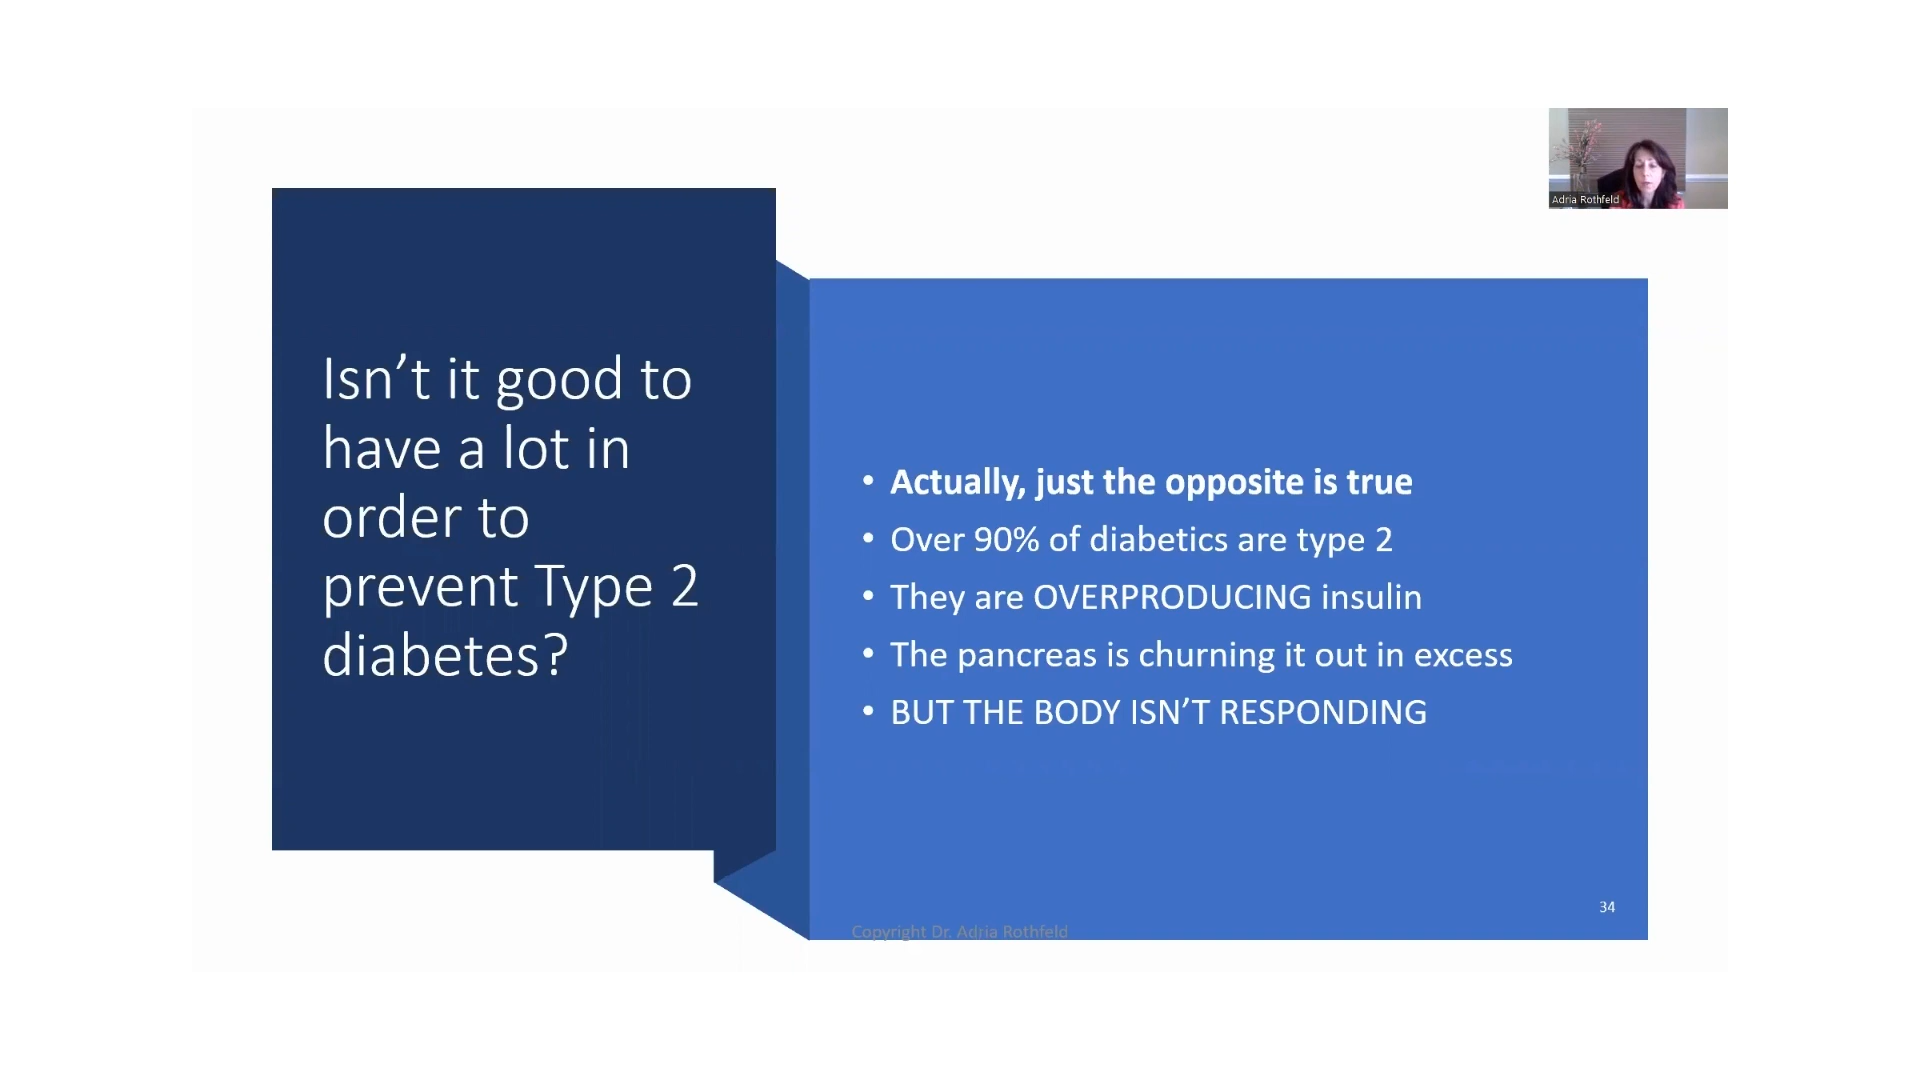 Adria Rothfeld
Isn’t it good to
have a lot in
order to
prevent Type 2
diabetes?
• Actually, just the opposite is true
• Over 90% of diabetics are type 2
• They are OVERPRODUCING insulin
• The pancreas is churning it out in excess
• BUT THE BODY ISN’T RESPONDING
34
Copyright Dr. Adria Rothfeld